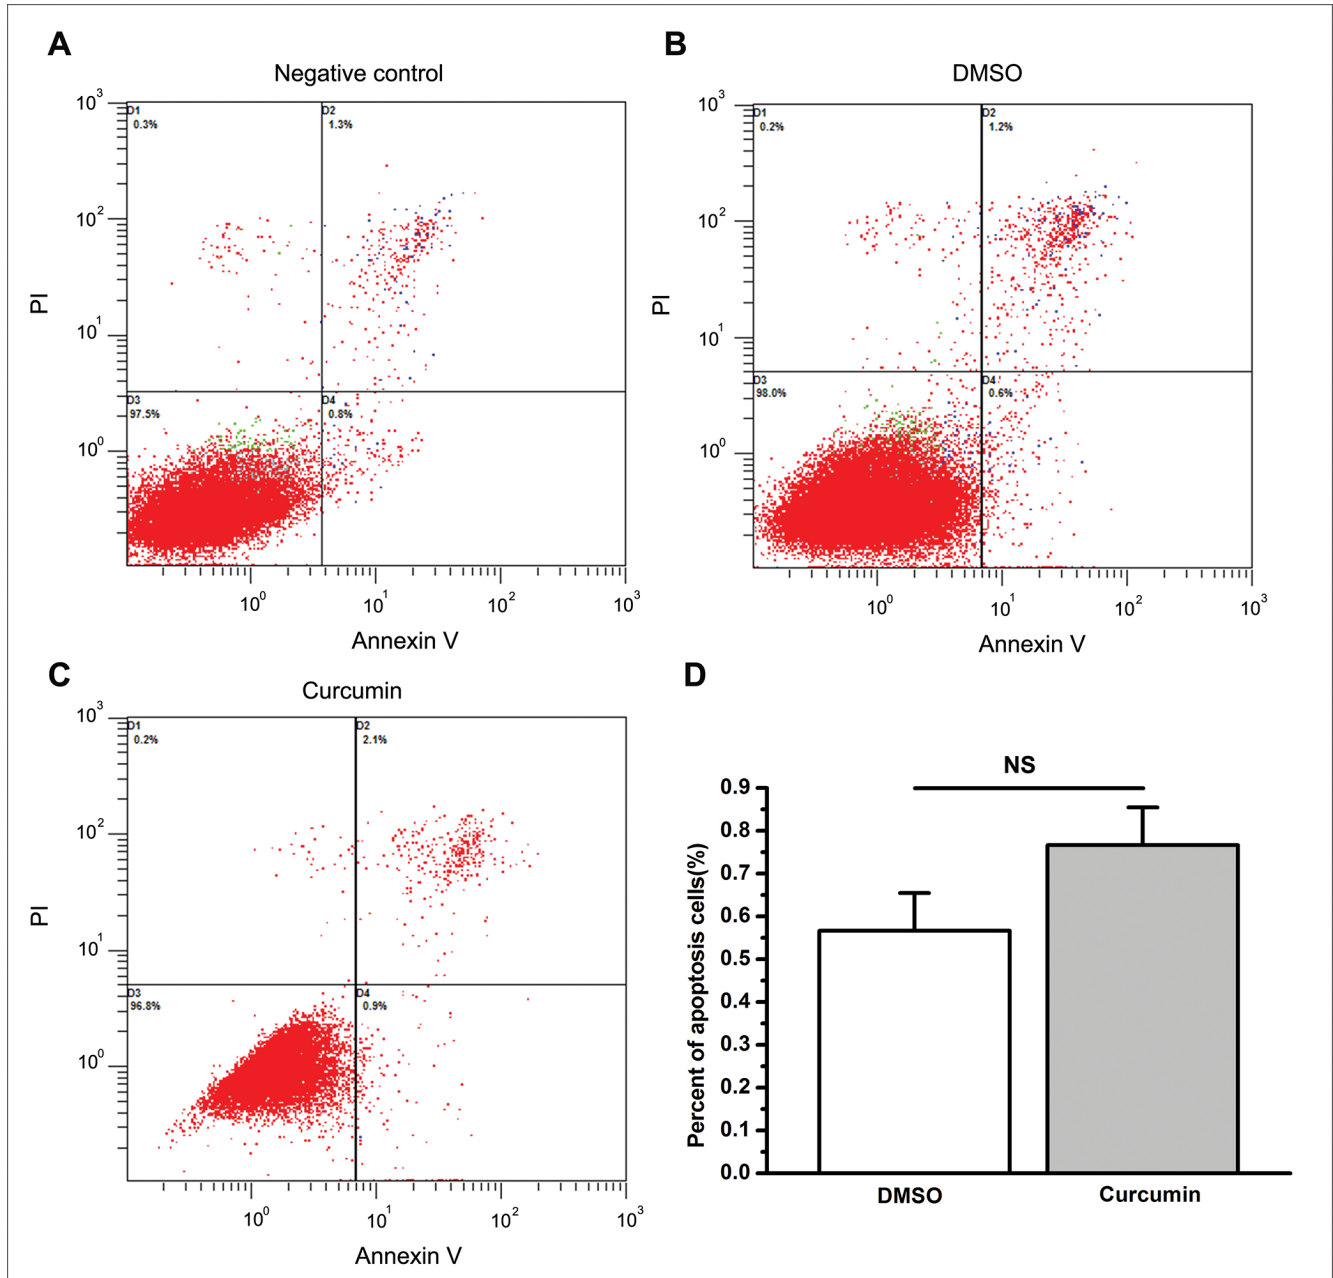 A
Negative control
10³
D1
0.3%
D2
1.3%
10²
PI
10¹
D3
97.5%
D4
0.8%
10⁰
10⁰ 10¹ 10² 10³
Annexin V
B
DMSO
10³
D1
0.2%
D2
1.2%
10²
PI
10¹
D3
98.0%
D4
0.6%
10⁰
10⁰ 10¹ 10² 10³
Annexin V
C
Curcumin
10³
D1
0.2%
D2
2.1%
10²
PI
10¹
D3
96.8%
D4
0.9%
10⁰
10⁰ 10¹ 10² 10³
Annexin V
D
NS
0.9
0.8
0.7
0.6
0.5
0.4
0.3
0.2
0.1
0.0
Percent of apoptosis cells(%)
DMSO Curcumin